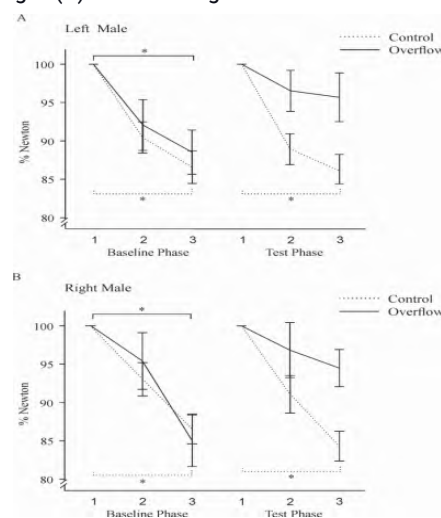 A
Left Male
Control
Overflow
*
100
95
90
85
80
% Newton
*
*
1 2 3
Baseline Phase
1 2 3
Test Phase
B
Right Male
Control
Overflow
*
100
95
90
85
80
% Newton
*
*
1 2 3
Baseline Phase
1 2 3
Test Phase